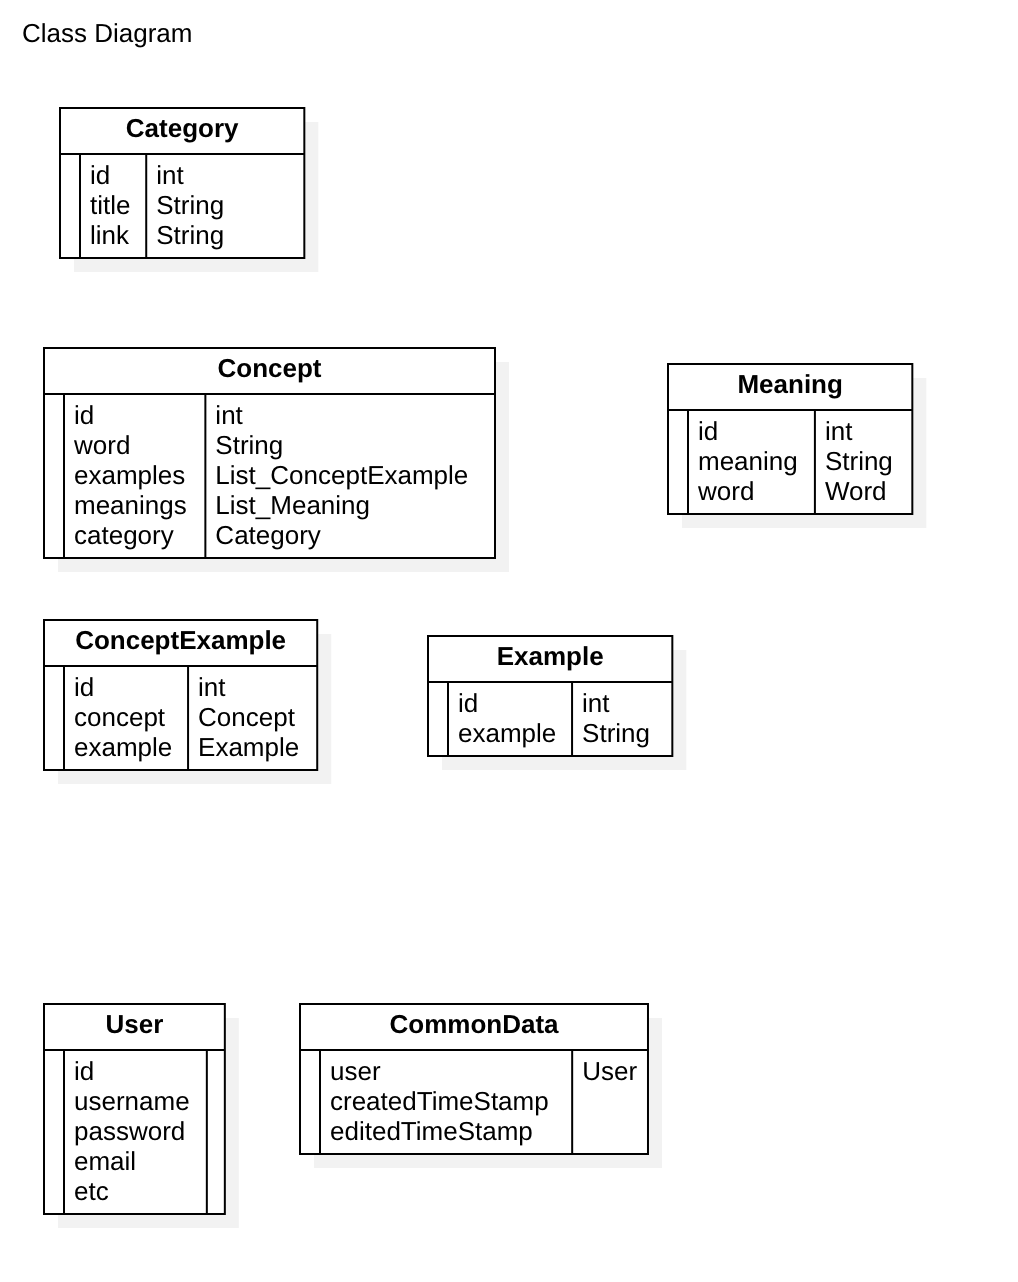 Class Diagram
Category
id int
title String
link String
Concept
id int
word String
examples List_ConceptExample
meanings List_Meaning
category Category
Meaning
id int
meaning String
word Word
ConceptExample
id int
concept Concept
example Example
Example
id int
example String
User
id
username
password
email
etc
CommonData
user User
createdTimeStamp
editedTimeStamp